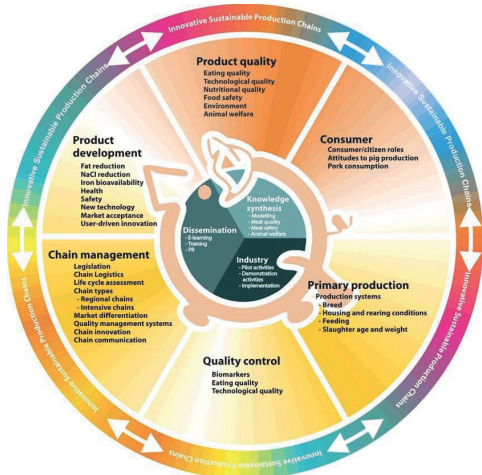 Innovative Sustainable Production Chains
Innovative Sustainable Production Chains
Innovative Sustainable Production Chains
Innovative Sustainable Production Chains
Innovative Sustainable Production Chains
Innovative Sustainable Production Chains
Product quality
Eating quality
Technological quality
Nutritional quality
Food safety
Environment
Animal welfare
Consumer
Consumer/citizen roles
Attitudes to pig production
Pork consumption
Product
development
Fat reduction
NaCl reduction
Iron bioavailability
Health
Safety
New technology
Market acceptance
User-driven innovation
Knowledge
synthesis
- Modelling
- Meat quality
- Meat safety
- Animal welfare
Dissemination
- E-learning
- Training
- PR
Industry
- Pilot activities
- Demonstration
activities
- Implementation
Chain management
Legislation
Chain Logistics
Life cycle assessment
Chain types
- Regional chains
- Intensive chains
Market differentiation
Quality management systems
Chain innovation
Chain communication
Primary production
Production systems
- Breed
- Housing and rearing conditions
- Feeding
- Slaughter age and weight
Quality control
Biomarkers
Eating quality
Technological quality